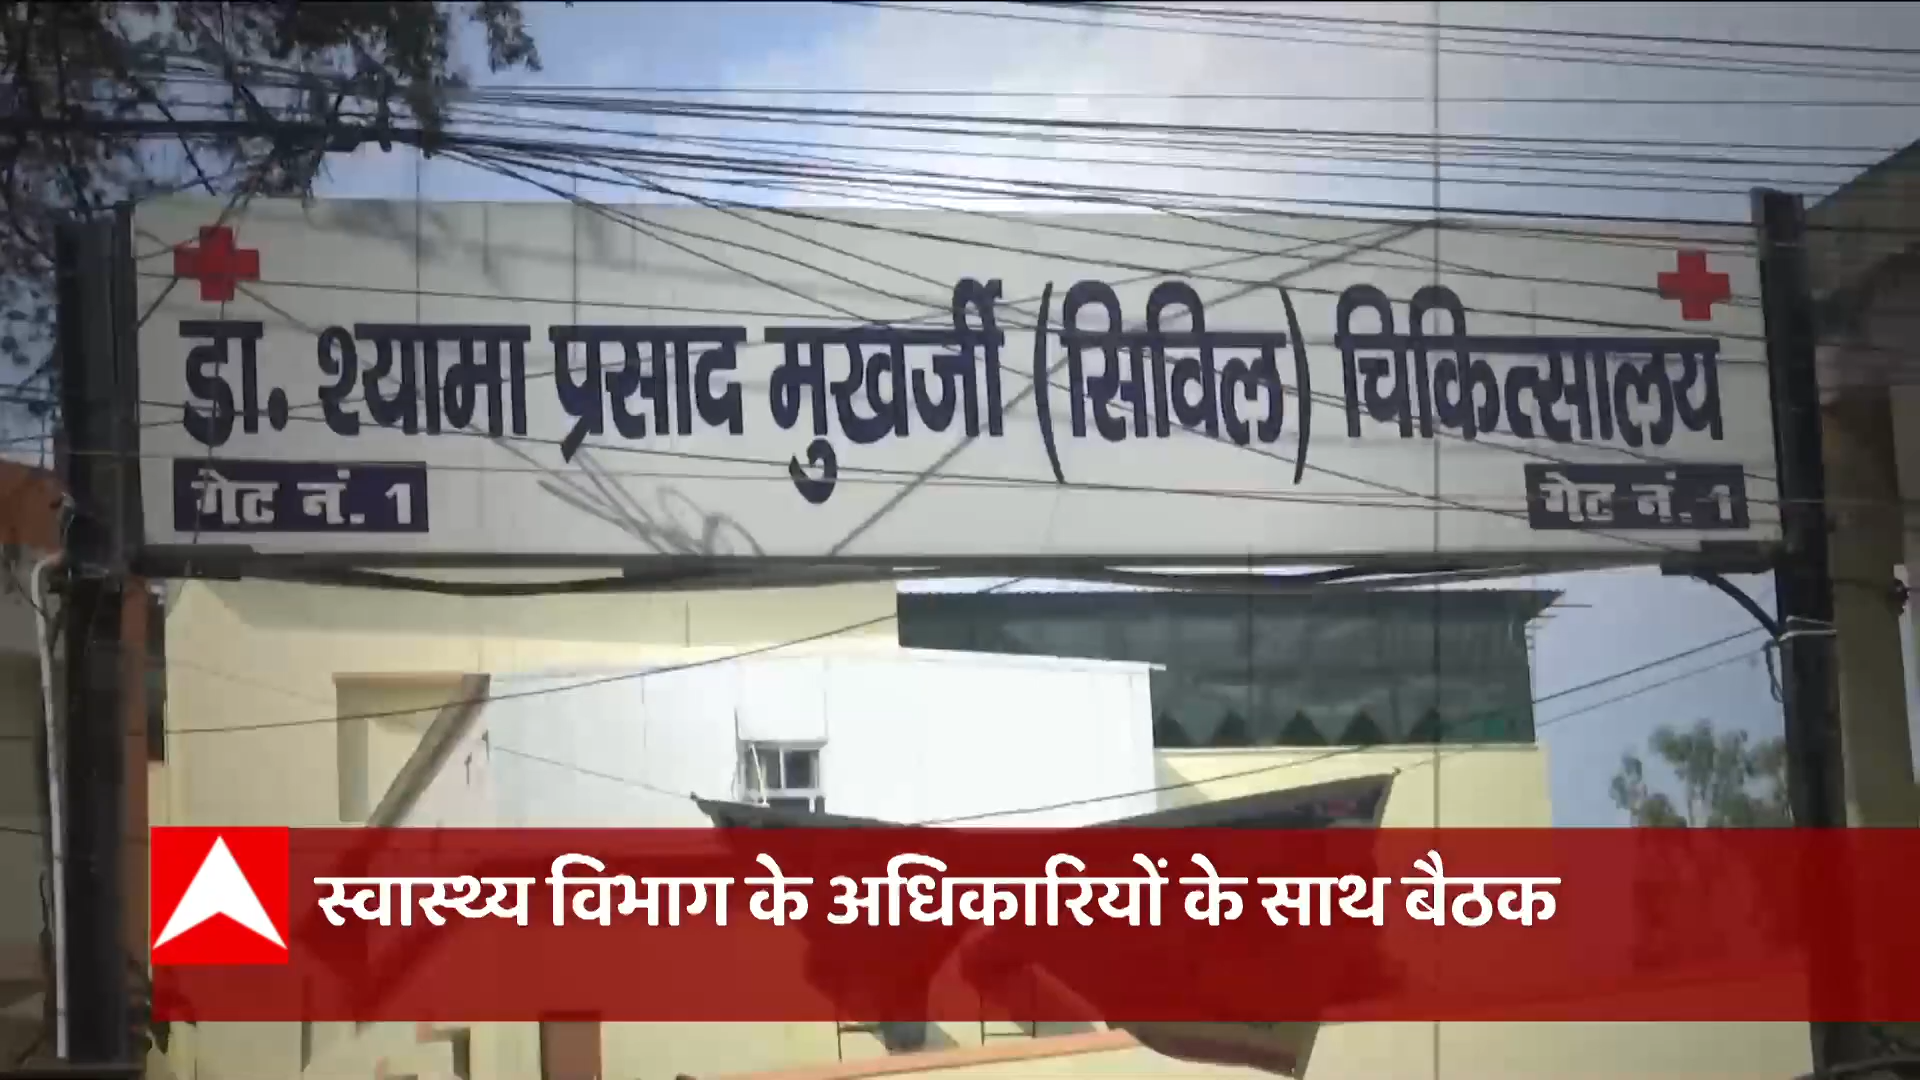 डा. श्यामा प्रसाद मुखर्जी (सिविल) चिकित्सालय
गेट नं. 1
गेट नं. 1
स्वास्थ्य विभाग के अधिकारियों के साथ बैठक